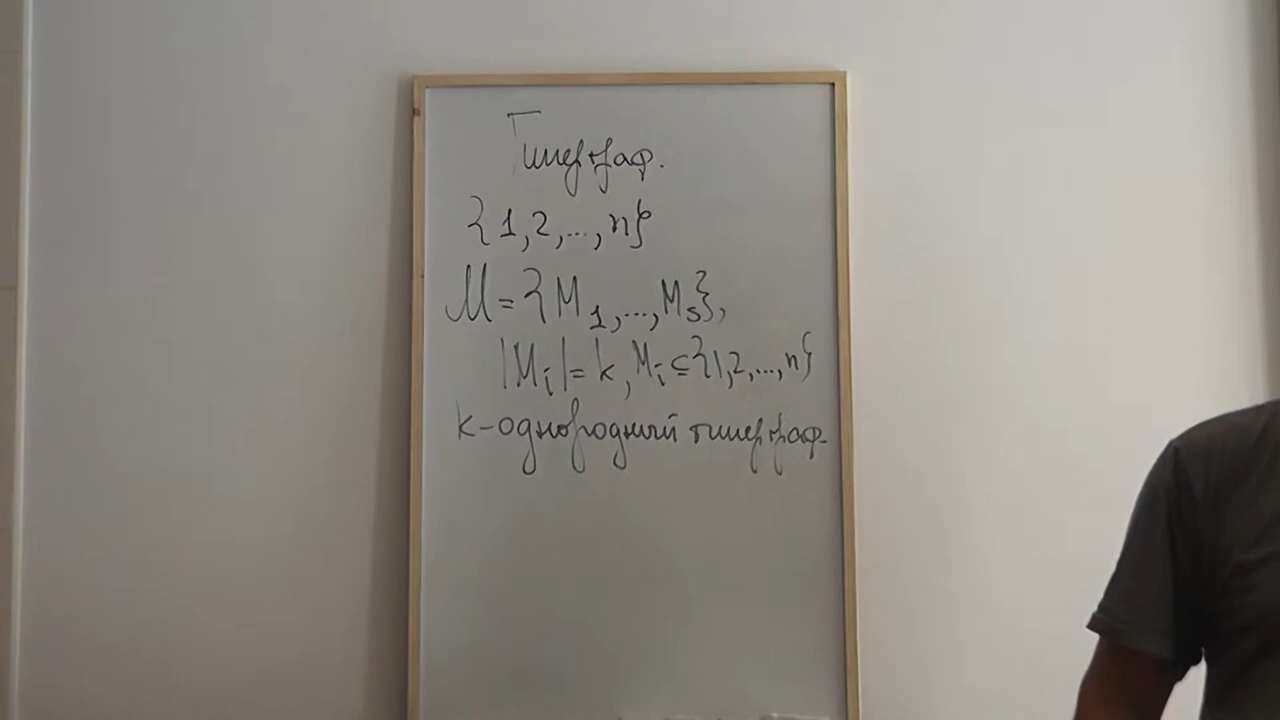 Гиперграф.
{1,2,...,n}
M={M₁,...,Mₛ},
|Mᵢ|=k, Mᵢ⊆{1,2,...,n}
k-однородный гиперграф.